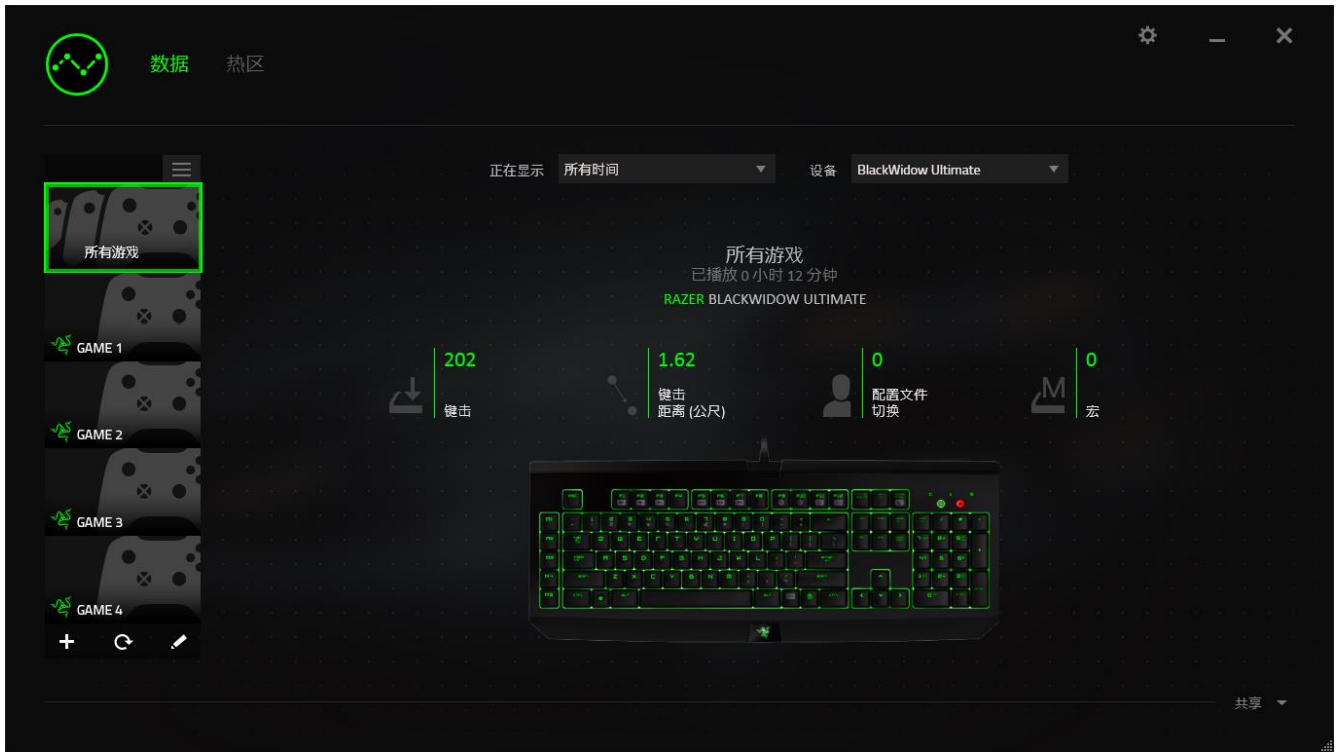 数据
热区
正在显示 所有时间
设备 BlackWidow Ultimate
所有游戏
GAME 1
GAME 2
GAME 3
GAME 4
所有游戏
已播放 0 小时 12 分钟
RAZER BLACKWIDOW ULTIMATE
202
键击
1.62
键击
距离 (公尺)
0
配置文件
切换
M
0
宏
共享